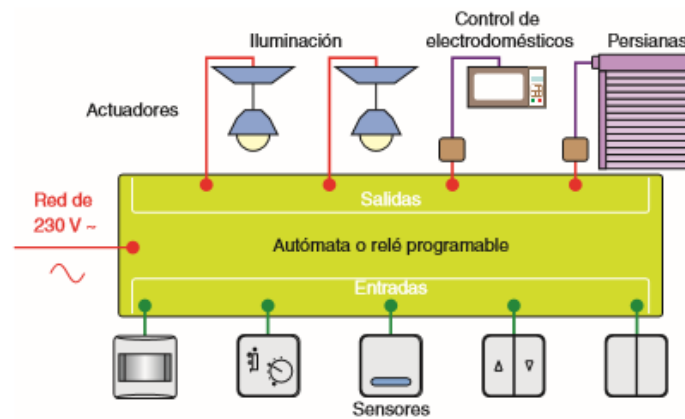 Iluminación
Control de
electrodomésticos
Persianas
Actuadores
Salidas
Red de
230 V ~
Autómata o relé programable
Entradas
Sensores